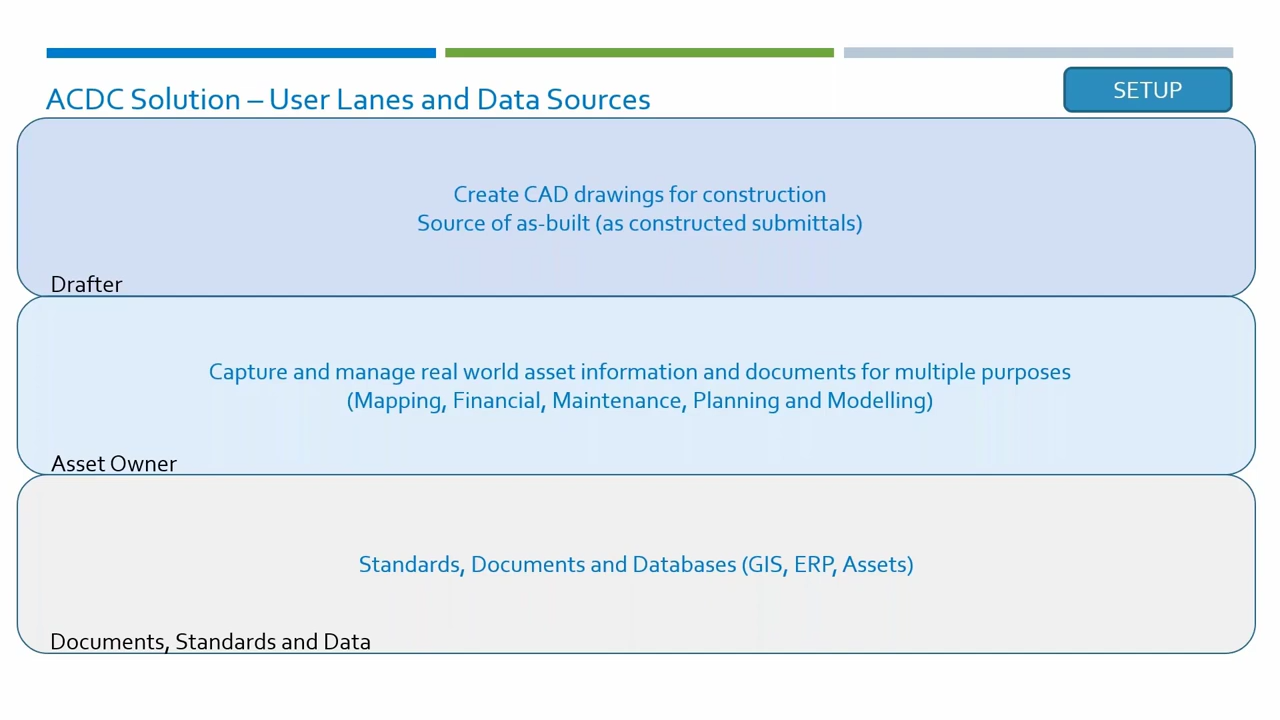 ACDC Solution – User Lanes and Data Sources
SETUP
Create CAD drawings for construction
Source of as-built (as constructed submittals)
Drafter
Capture and manage real world asset information and documents for multiple purposes
(Mapping, Financial, Maintenance, Planning and Modelling)
Asset Owner
Standards, Documents and Databases (GIS, ERP, Assets)
Documents, Standards and Data